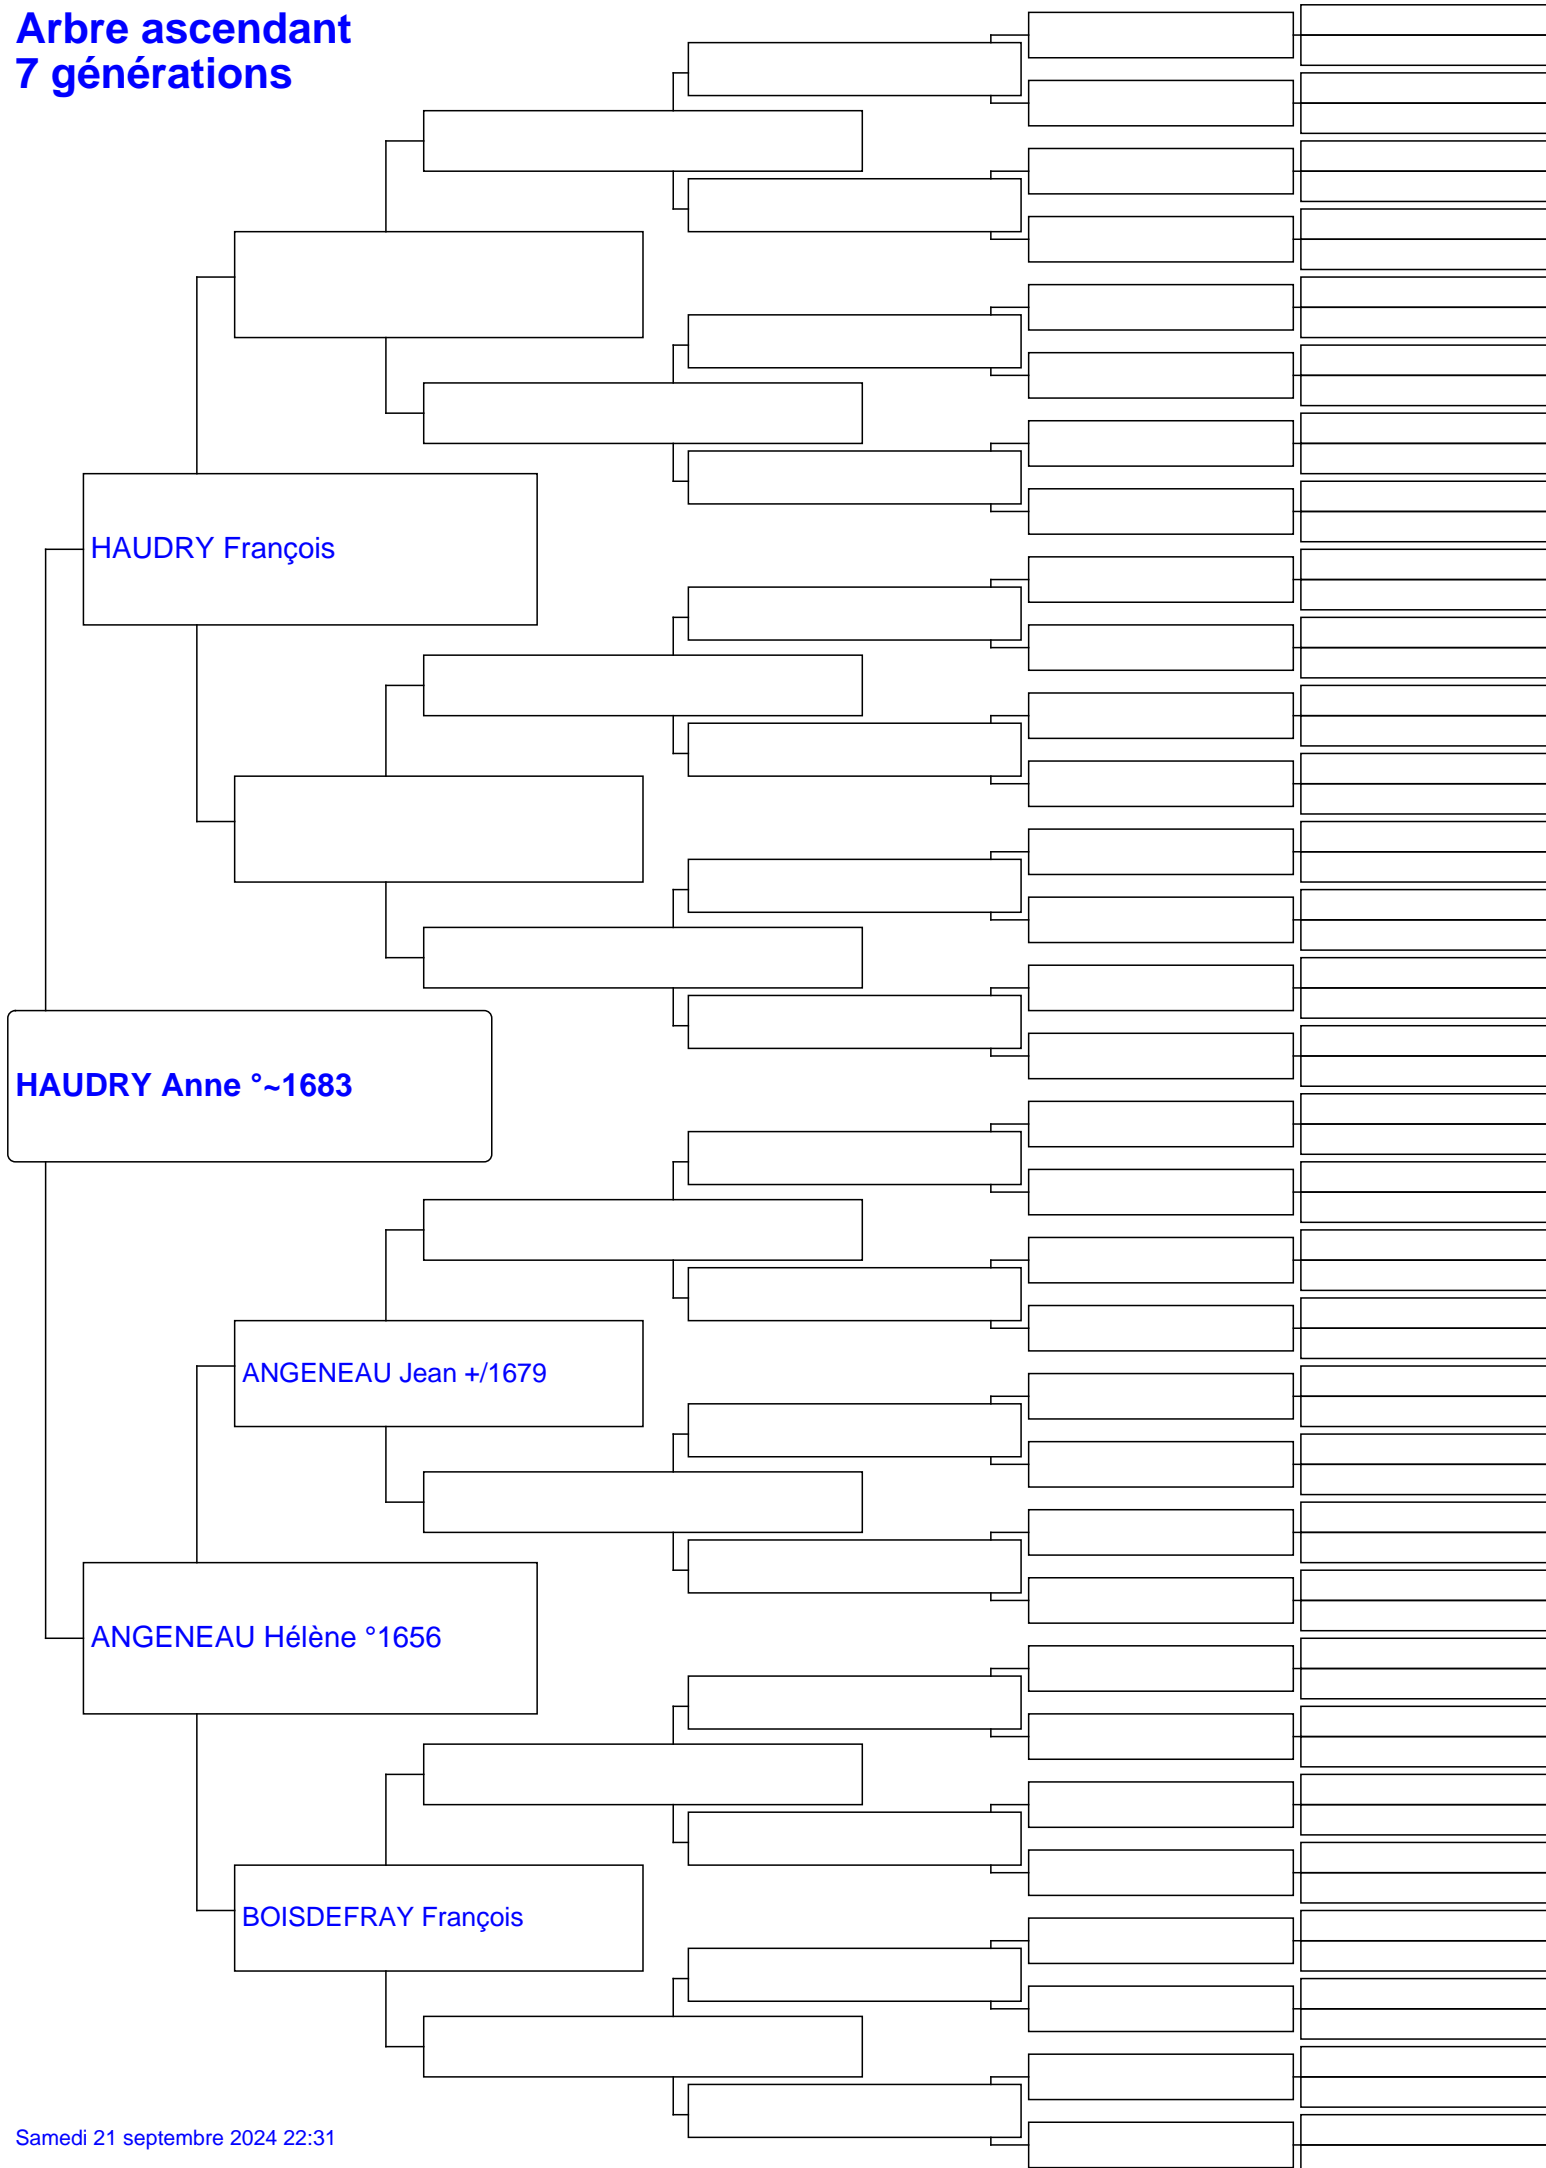 Arbre ascendant
7 générations
HAUDRY François
HAUDRY Anne °~1683
ANGENEAU Jean +/1679
ANGENEAU Hélène °1656
BOISDEFRAY François
Samedi 21 septembre 2024 22:31